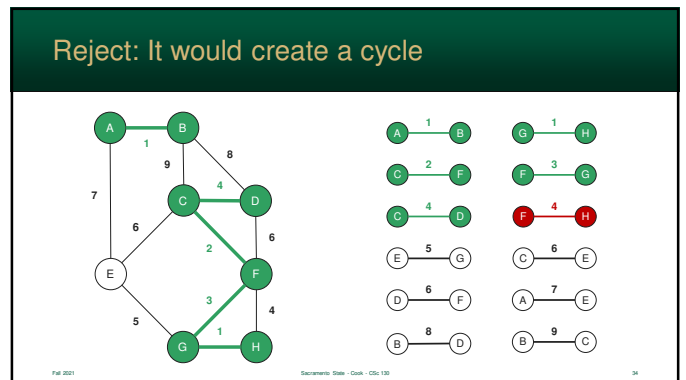 Reject: It would create a cycle
A B
1
9 8
7 4
C D
6 6
2
E F
3 4
5 1
G H
1 1
A B G H
2 3
C F F G
4 4
C D F H
5 6
E G C E
6 7
D F A E
8 9
B D B C
Fall 2021 Sacramento State - Cook - CSc 130 34